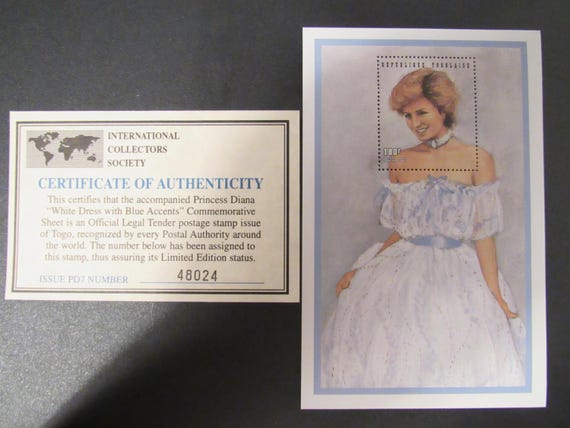 INTERNATIONAL
COLLECTORS
SOCIETY
CERTIFICATE OF AUTHENTICITY
This certifies that the accompanied Princess Diana
"White Dress with Blue Accents" Commemorative
Sheet is an Official Legal Tender postage stamp issue
of Togo, recognized by every Postal Authority around
the world. The number below has been assigned to
this stamp, thus assuring its Limited Edition status.
ISSUE PD7 NUMBER 48024
REPUBLIQUE TOGOLAISE